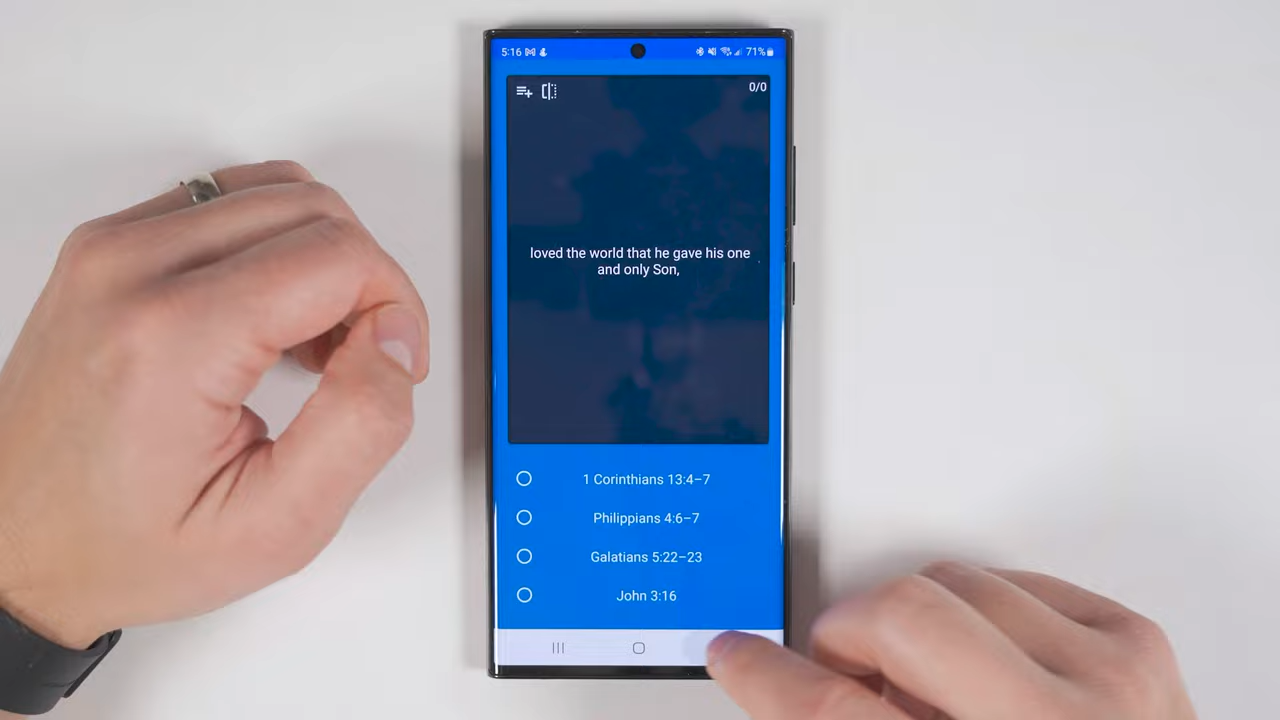 5:16 71%
0/0
loved the world that he gave his one
and only Son,
1 Corinthians 13:4–7
Philippians 4:6–7
Galatians 5:22–23
John 3:16